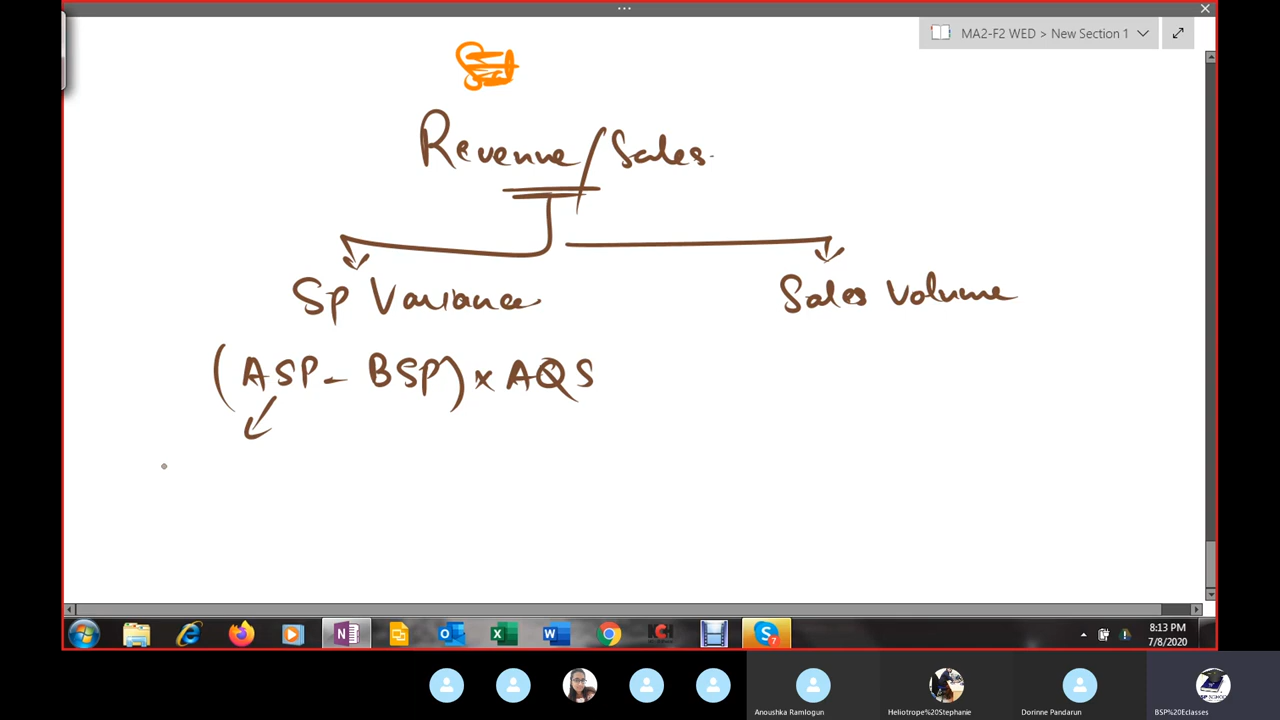 MA2-F2 WED > New Section 1
Revenue/Sales
Sp Variance
Sales Volume
(ASP - BSP) x AQS
8:13 PM
7/8/2020
Anoushka Ramlogun
Heliotrope%20Stephanie
Dorinne Pandarun
BSP%20Eclasses